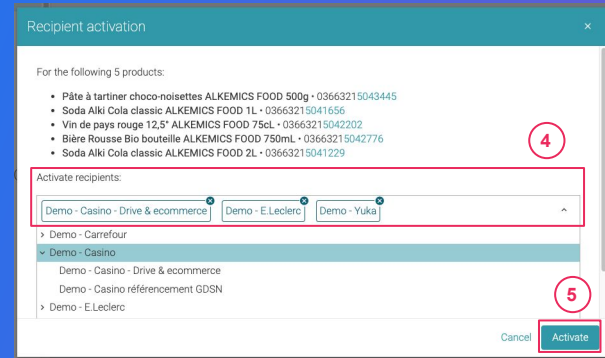 Recipient activation ×
For the following 5 products:
• Pâte à tartiner choco-noisettes ALKEMICS FOOD 500g • 03663215043445
• Soda Alki Cola classic ALKEMICS FOOD 1L • 03663215041656
• Vin de pays rouge 12,5° ALKEMICS FOOD 75cL • 03663215042202
• Bière Rousse Bio bouteille ALKEMICS FOOD 750mL • 03663215042776
• Soda Alki Cola classic ALKEMICS FOOD 2L • 03663215041229
4
Activate recipients:
Demo - Casino - Drive & ecommerce Demo - E.Leclerc Demo - Yuka
Demo - Carrefour
Demo - Casino
Demo - Casino - Drive & ecommerce
Demo - Casino référencement GDSN
Demo - E.Leclerc
5
Cancel Activate